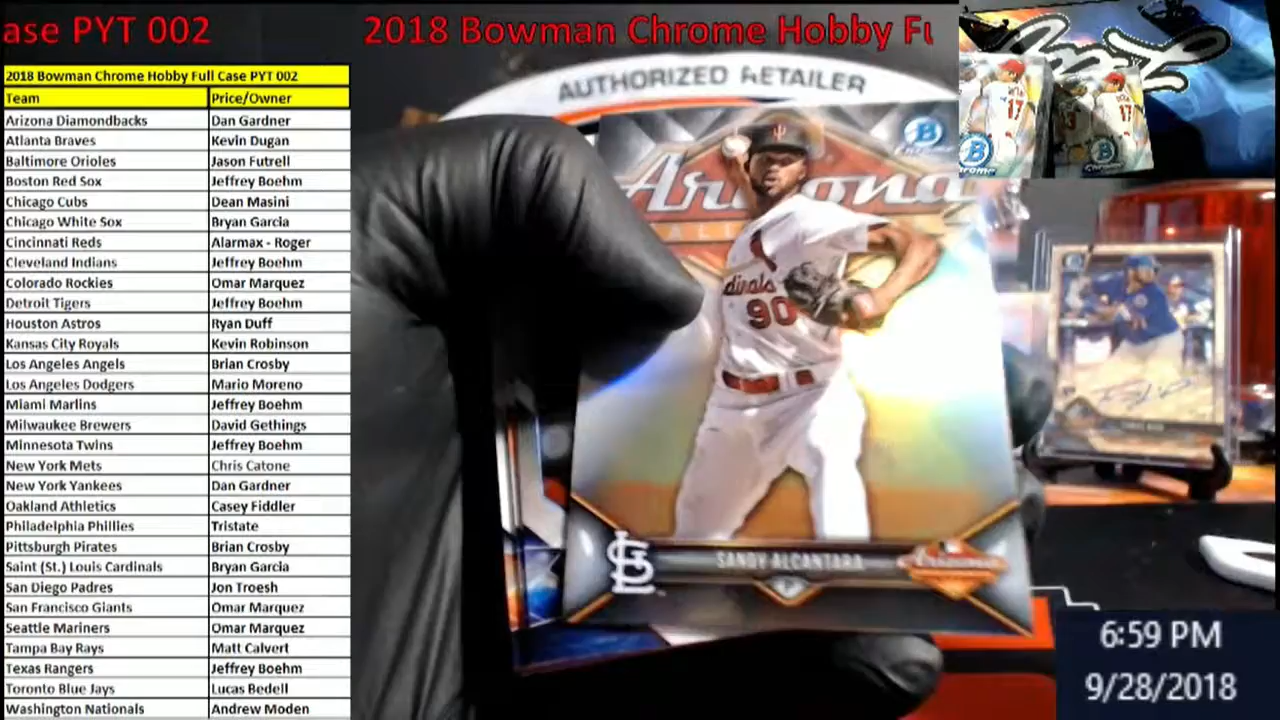 ase PYT 002
2018 Bowman Chrome Hobby Fu
2018 Bowman Chrome Hobby Full Case PYT 002
Team Price/Owner
Arizona Diamondbacks Dan Gardner
Atlanta Braves Kevin Dugan
Baltimore Orioles Jason Futrell
Boston Red Sox Jeffrey Boehm
Chicago Cubs Dean Masini
Chicago White Sox Bryan Garcia
Cincinnati Reds Alarmax - Roger
Cleveland Indians Jeffrey Boehm
Colorado Rockies Omar Marquez
Detroit Tigers Jeffrey Boehm
Houston Astros Ryan Duff
Kansas City Royals Kevin Robinson
Los Angeles Angels Brian Crosby
Los Angeles Dodgers Mario Moreno
Miami Marlins Jeffrey Boehm
Milwaukee Brewers David Gethings
Minnesota Twins Jeffrey Boehm
New York Mets Chris Catone
New York Yankees Dan Gardner
Oakland Athletics Casey Fiddler
Philadelphia Phillies Tristate
Pittsburgh Pirates Brian Crosby
Saint (St.) Louis Cardinals Bryan Garcia
San Diego Padres Jon Troesh
San Francisco Giants Omar Marquez
Seattle Mariners Omar Marquez
Tampa Bay Rays Matt Calvert
Texas Rangers Jeffrey Boehm
Toronto Blue Jays Lucas Bedell
Washington Nationals Andrew Moden
AUTHORIZED RETAILER
B
Chrome
Arizona
dinals
90
STL
SANDY ALCANTARA
P
Arizona
17
17
B
B
chrome
6:59 PM
9/28/2018